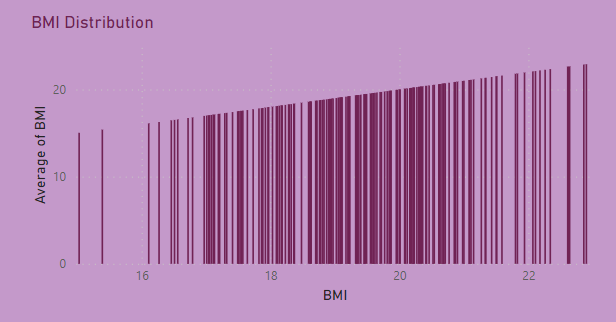 BMI Distribution
Average of BMI
20
10
0
16 18 20 22
BMI